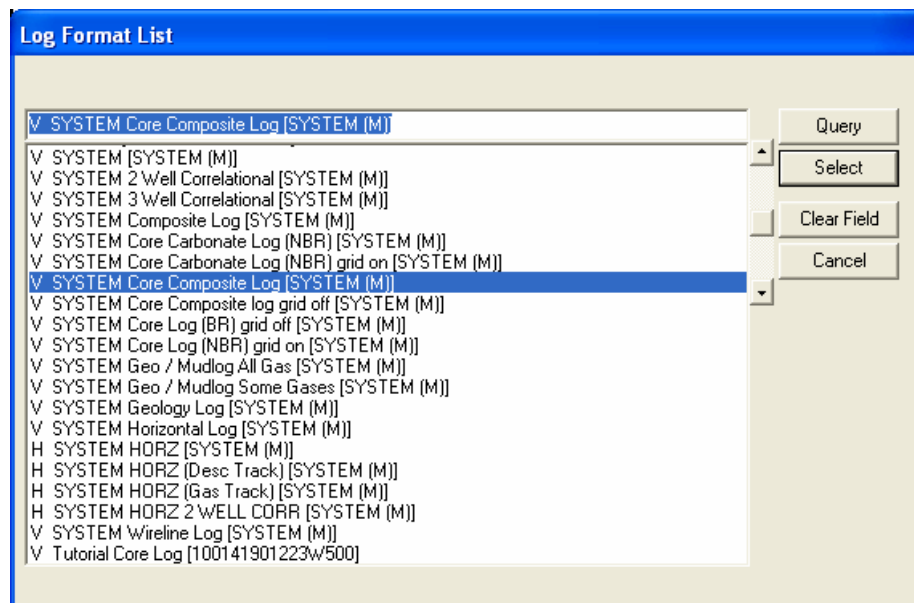 Log Format List
V SYSTEM Core Composite Log [SYSTEM (M)]
Query
Select
Clear Field
Cancel
V SYSTEM [SYSTEM (M)]
V SYSTEM 2 Well Correlational [SYSTEM (M)]
V SYSTEM 3 Well Correlational [SYSTEM (M)]
V SYSTEM Composite Log [SYSTEM (M)]
V SYSTEM Core Carbonate Log (NBR) [SYSTEM (M)]
V SYSTEM Core Carbonate Log (NBR) grid on [SYSTEM (M)]
V SYSTEM Core Composite Log [SYSTEM (M)]
V SYSTEM Core Composite log grid off [SYSTEM (M)]
V SYSTEM Core Log (BR) grid off [SYSTEM (M)]
V SYSTEM Core Log (NBR) grid on [SYSTEM (M)]
V SYSTEM Geo / Mudlog All Gas [SYSTEM (M)]
V SYSTEM Geo / Mudlog Some Gases [SYSTEM (M)]
V SYSTEM Geology Log [SYSTEM (M)]
V SYSTEM Horizontal Log [SYSTEM (M)]
H SYSTEM HORZ [SYSTEM (M)]
H SYSTEM HORZ (Desc Track) [SYSTEM (M)]
H SYSTEM HORZ (Gas Track) [SYSTEM (M)]
H SYSTEM HORZ 2 WELL CORR [SYSTEM (M)]
V SYSTEM Wireline Log [SYSTEM (M)]
V Tutorial Core Log [100141901223W500]